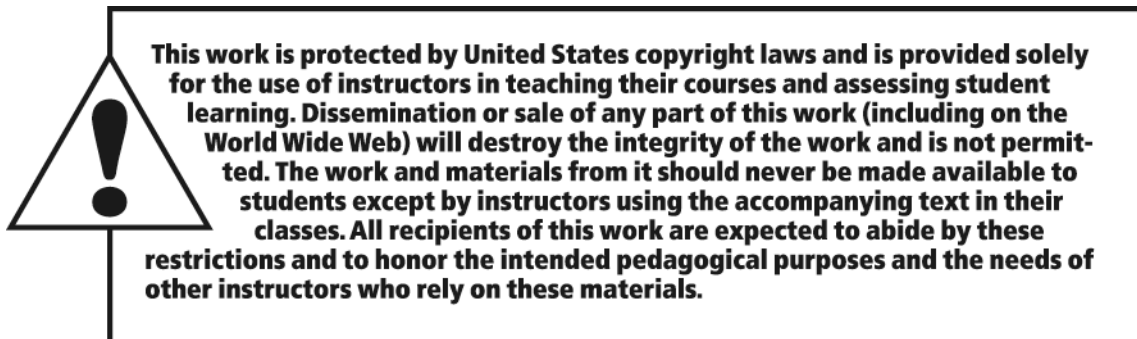 This work is protected by United States copyright laws and is provided solely
for the use of instructors in teaching their courses and assessing student
learning. Dissemination or sale of any part of this work (including on the
World Wide Web) will destroy the integrity of the work and is not permit-
ted. The work and materials from it should never be made available to
students except by instructors using the accompanying text in their
classes. All recipients of this work are expected to abide by these
restrictions and to honor the intended pedagogical purposes and the needs of
other instructors who rely on these materials.